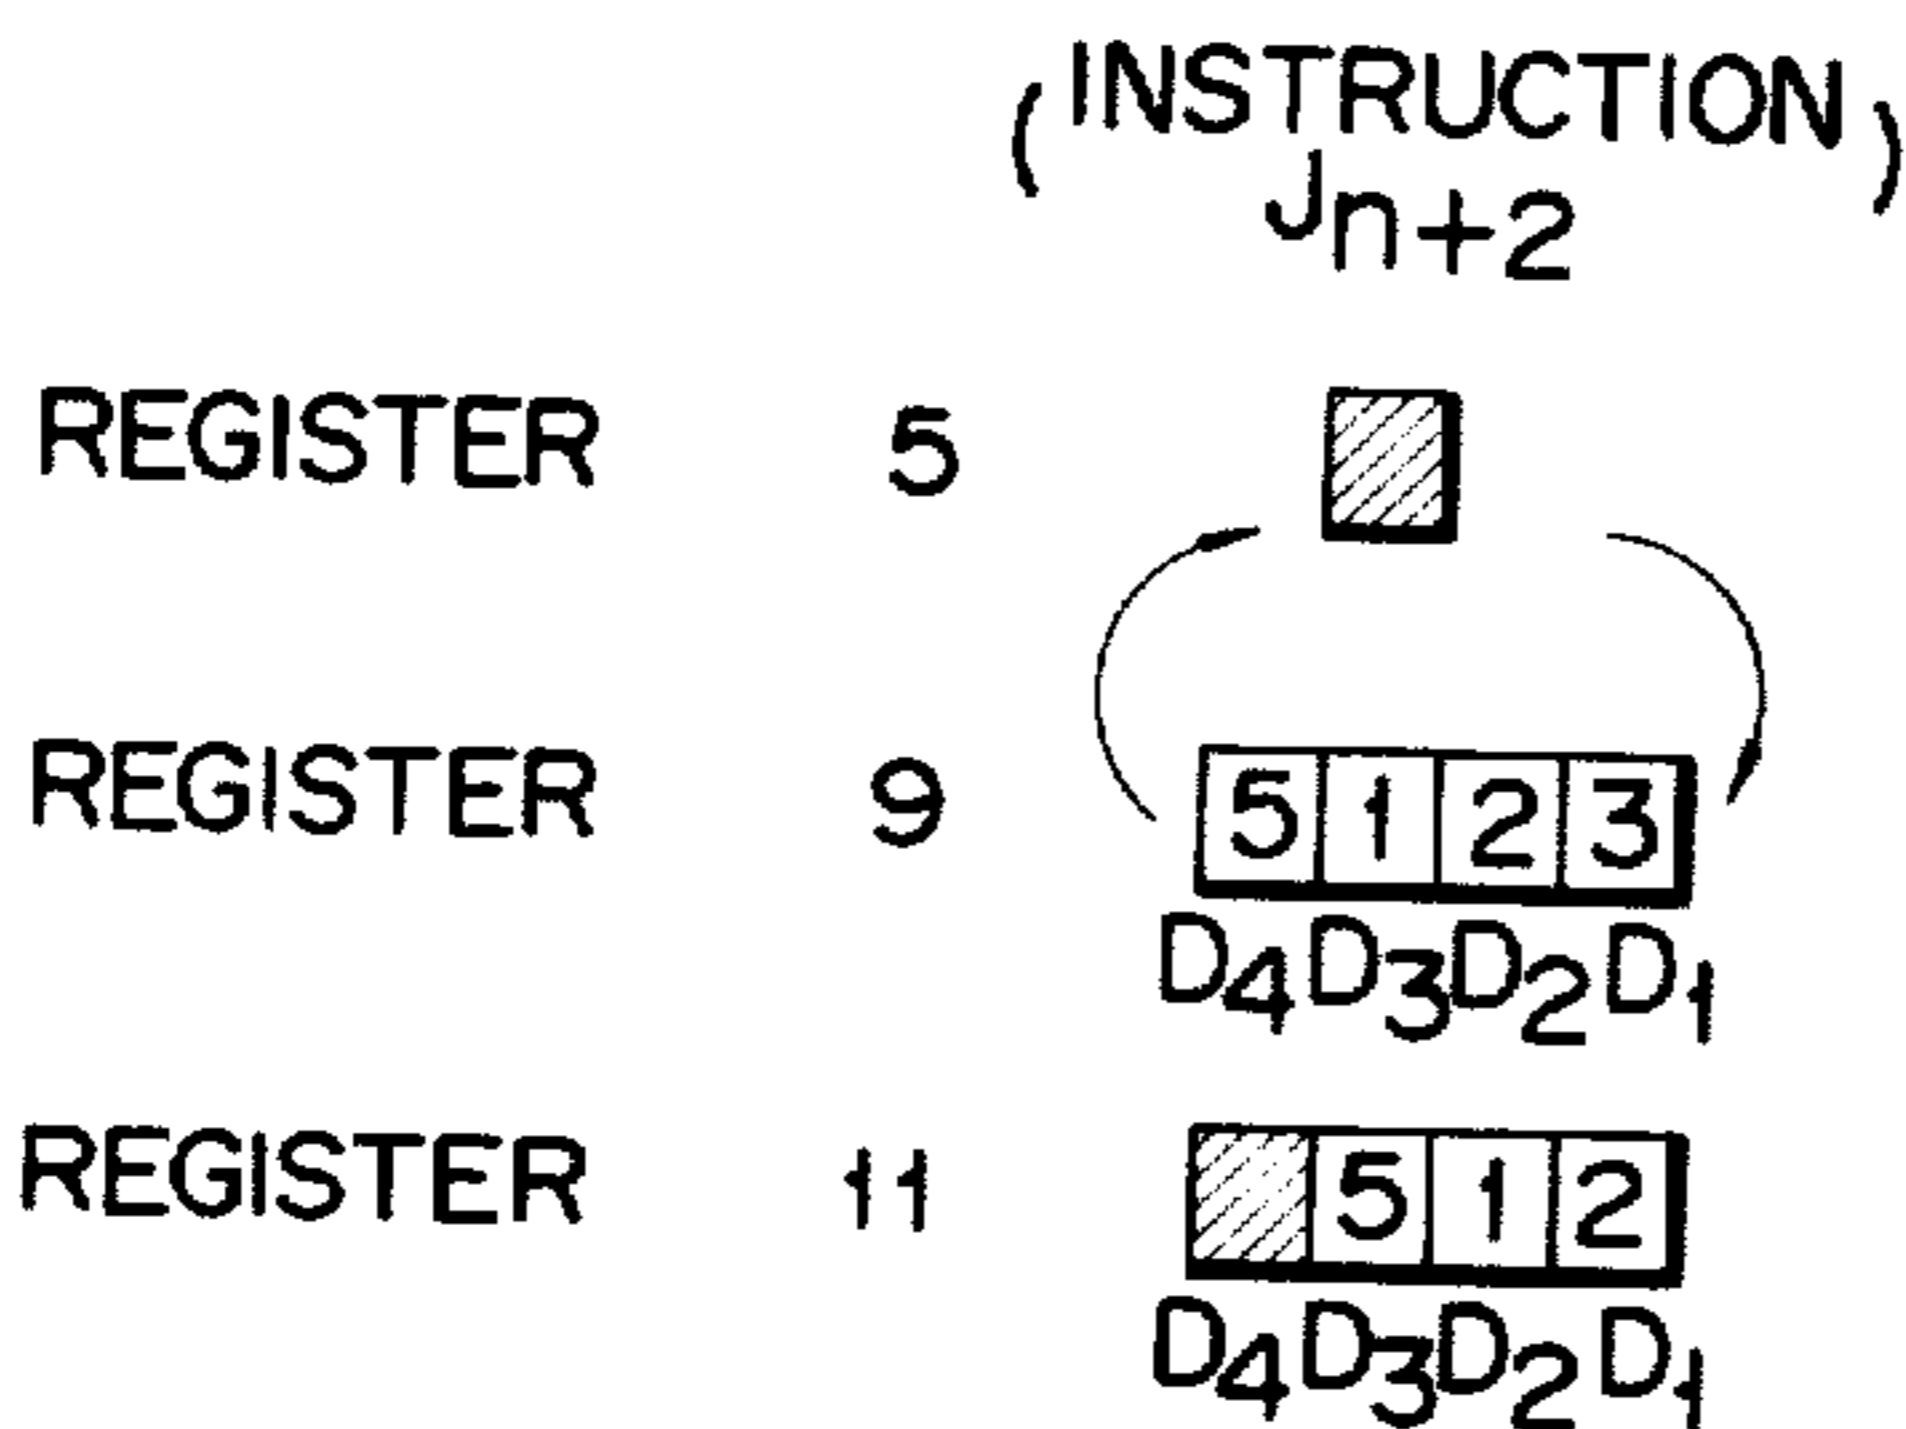 (INSTRUCTION)
Jn+2
REGISTER 5
REGISTER 9 5 1 2 3
D4 D3 D2 D1
REGISTER 11 5 1 2
D4 D3 D2 D1